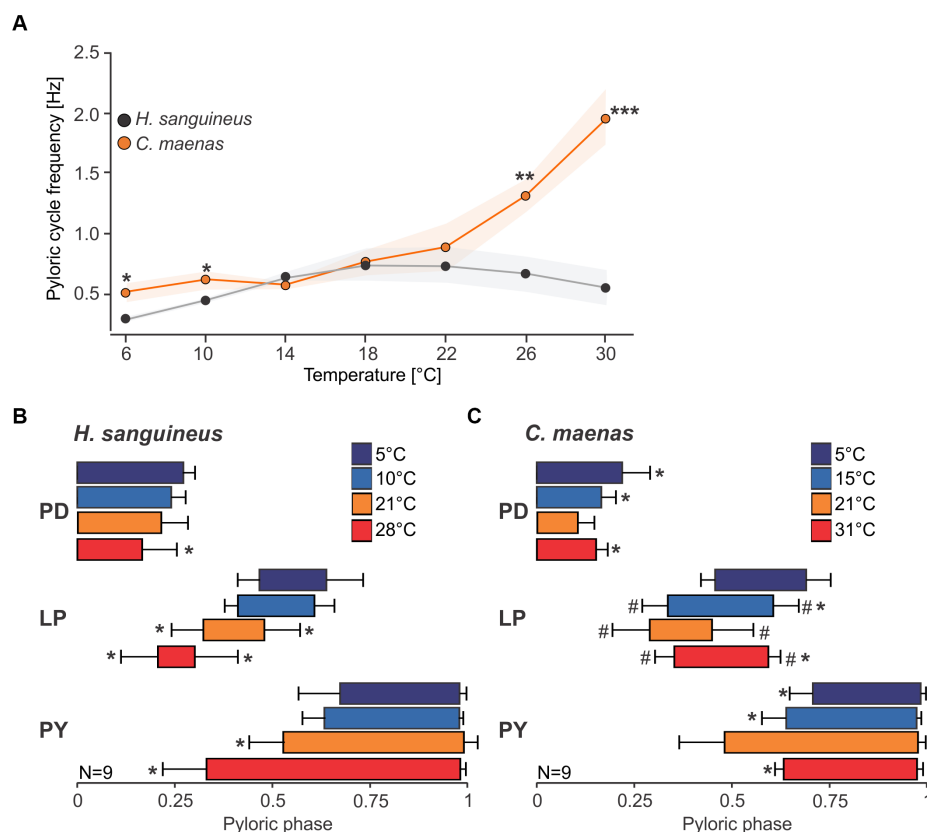 A
Pyloric cycle frequency [Hz]
2.5
2.0
1.5
1.0
0.5
H. sanguineus
C. maenas
*
*
**
***
6 10 14 18 22 26 30
Temperature [°C]
B
H. sanguineus
5°C
10°C
21°C
28°C
PD
*
LP
* *
* *
PY
*
*
N=9
0 0.25 0.5 0.75 1
Pyloric phase
C
C. maenas
5°C
15°C
21°C
31°C
PD
*
*
*
LP
# # *
# #
# # *
PY
*
*
*
N=9
0 0.25 0.5 0.75 1
Pyloric phase